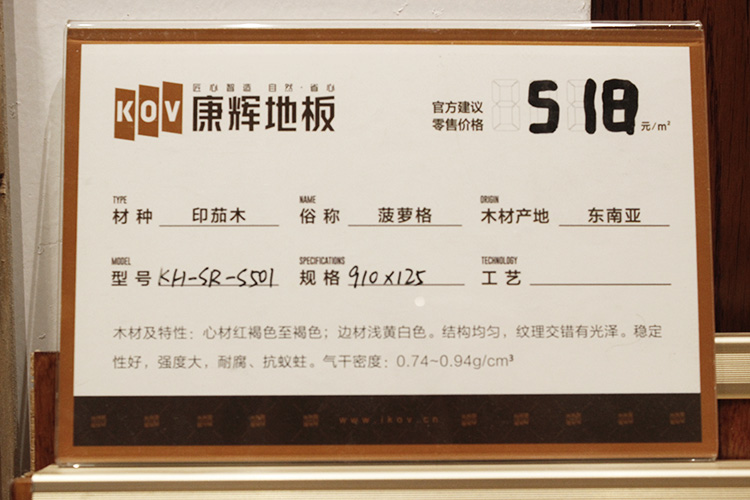 匠心智造 自然·省心
KOV 康辉地板
官方建议
零售价格 518 元/m²
TYPE
材种 印茄木
NAME
俗称 菠萝格
ORIGIN
木材产地 东南亚
MODEL
型号 KH-SR-S501
SPECIFICATIONS
规格 910x125
TECHNOLOGY
工艺
木材及特性：心材红褐色至褐色；边材浅黄白色。结构均匀，纹理交错有光泽。稳定
性好，强度大，耐腐、抗蚁蛀。气干密度：0.74~0.94g/cm³
www.ikov.cn